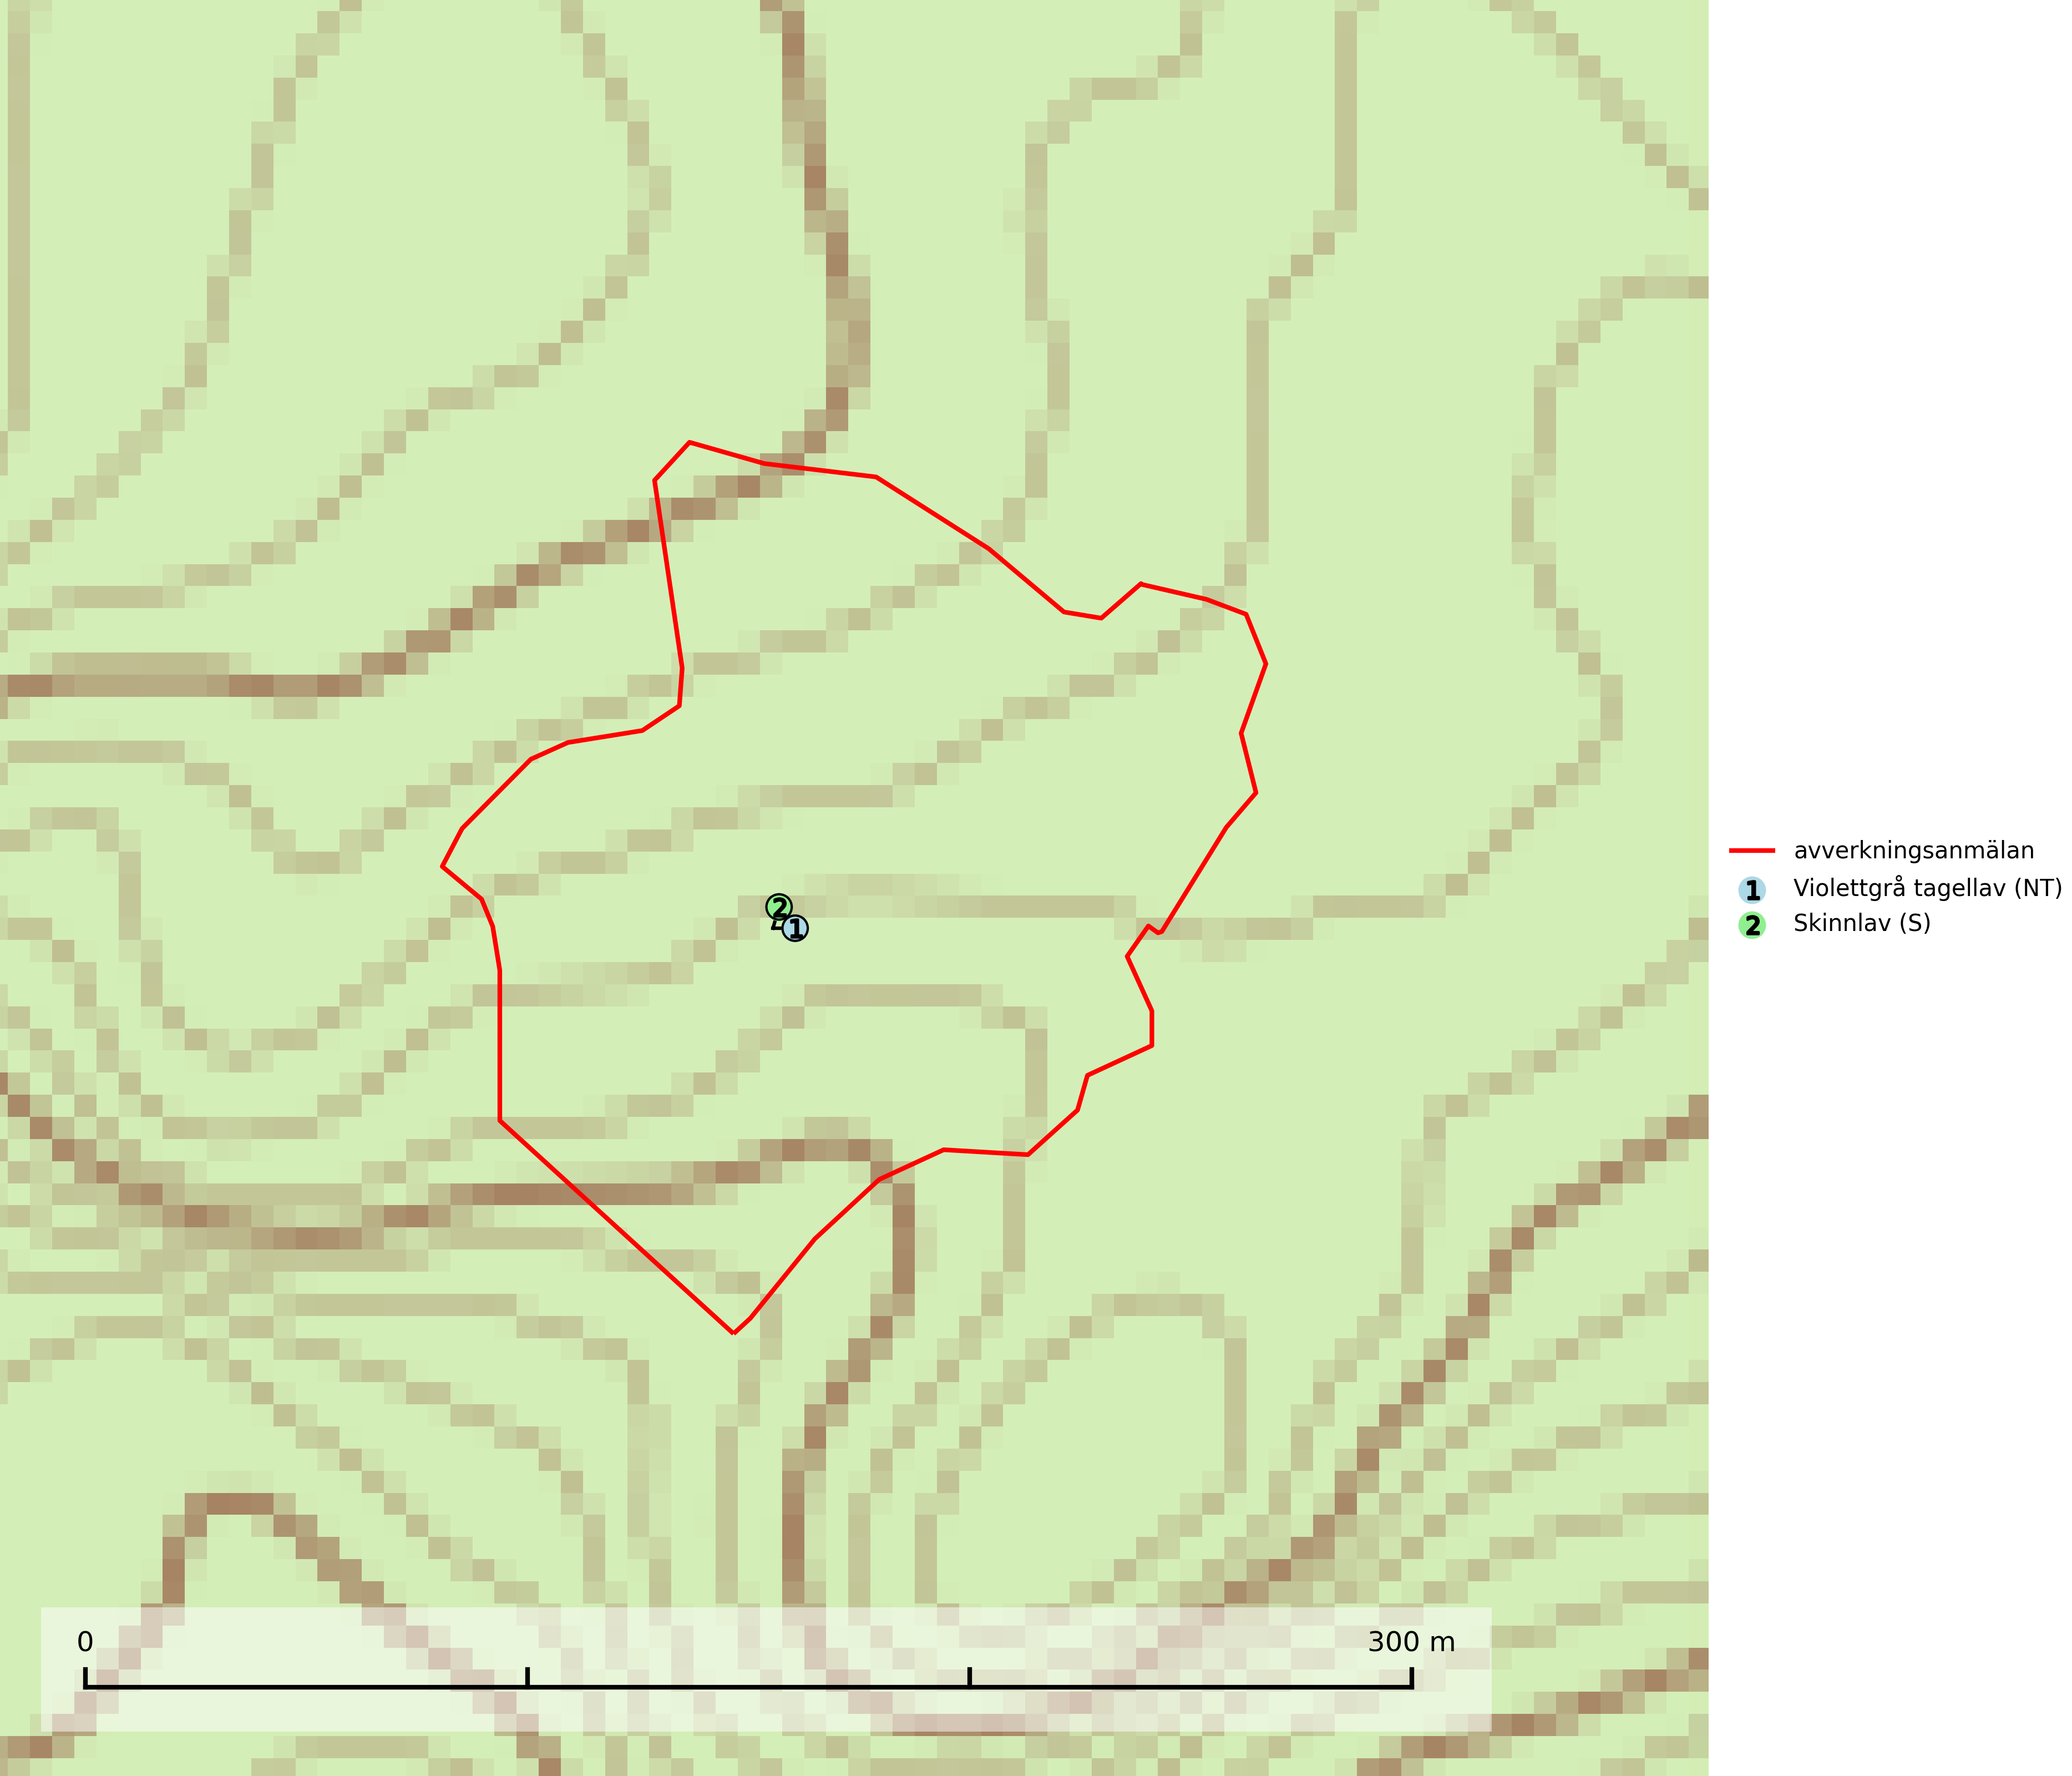 avverkningsanmälan
1 Violettgrå tagellav (NT)
2 Skinnlav (S)
2
1
0 300 m